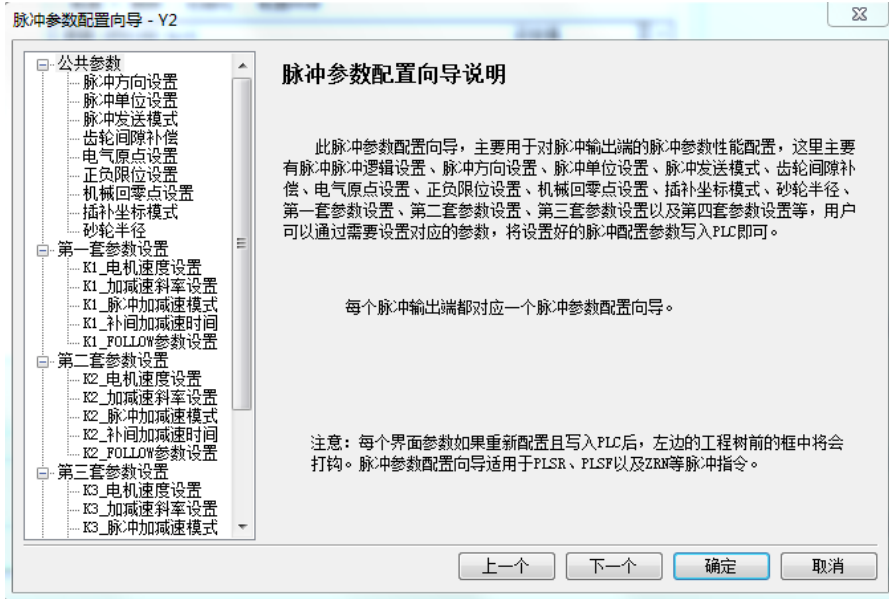 脉冲参数配置向导 - Y2
公共参数
脉冲方向设置
脉冲单位设置
脉冲发送模式
齿轮间隙补偿
电气原点设置
正负限位设置
机械回零点设置
插补坐标模式
砂轮半径
第一套参数设置
K1_电机速度设置
K1_加减速斜率设置
K1_脉冲加减速模式
K1_补间加减速时间
K1_FOLLOW参数设置
第二套参数设置
K2_电机速度设置
K2_加减速斜率设置
K2_脉冲加减速模式
K2_补间加减速时间
K2_FOLLOW参数设置
第三套参数设置
K3_电机速度设置
K3_加减速斜率设置
K3_脉冲加减速模式
脉冲参数配置向导说明
此脉冲参数配置向导，主要用于对脉冲输出端的脉冲参数性能配置，这里主要
有脉冲脉冲逻辑设置、脉冲方向设置、脉冲单位设置、脉冲发送模式、齿轮间隙补
偿、电气原点设置、正负限位设置、机械回零点设置、插补坐标模式、砂轮半径、
第一套参数设置、第二套参数设置、第三套参数设置以及第四套参数设置等，用户
可以通过需要设置对应的参数，将设置好的脉冲配置参数写入PLC即可。
每个脉冲输出端都对应一个脉冲参数配置向导。
注意：每个界面参数如果重新配置且写入PLC后，左边的工程树前的框中将会
打钩。脉冲参数配置向导适用于PLSR、PLSF以及ZRN等脉冲指令。
上一个 下一个 确定 取消